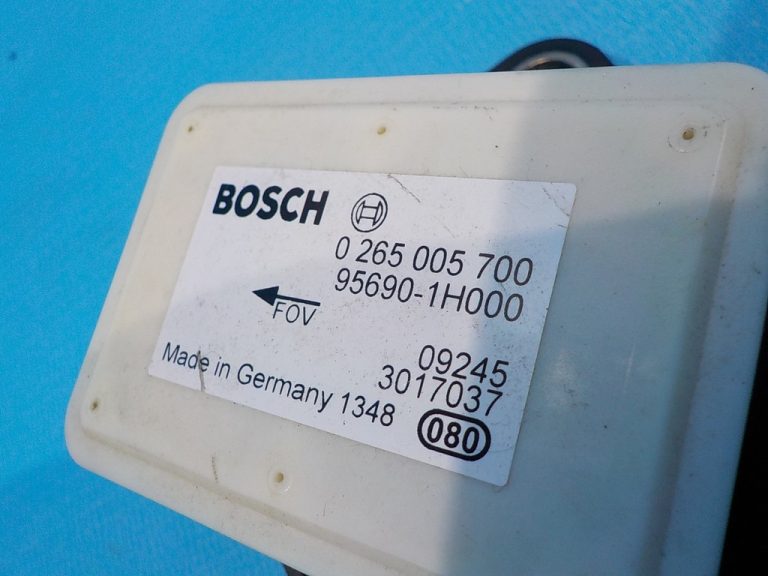 BOSCH
0 265 005 700
95690-1H000
FOV
09245
3017037
Made in Germany 1348
080